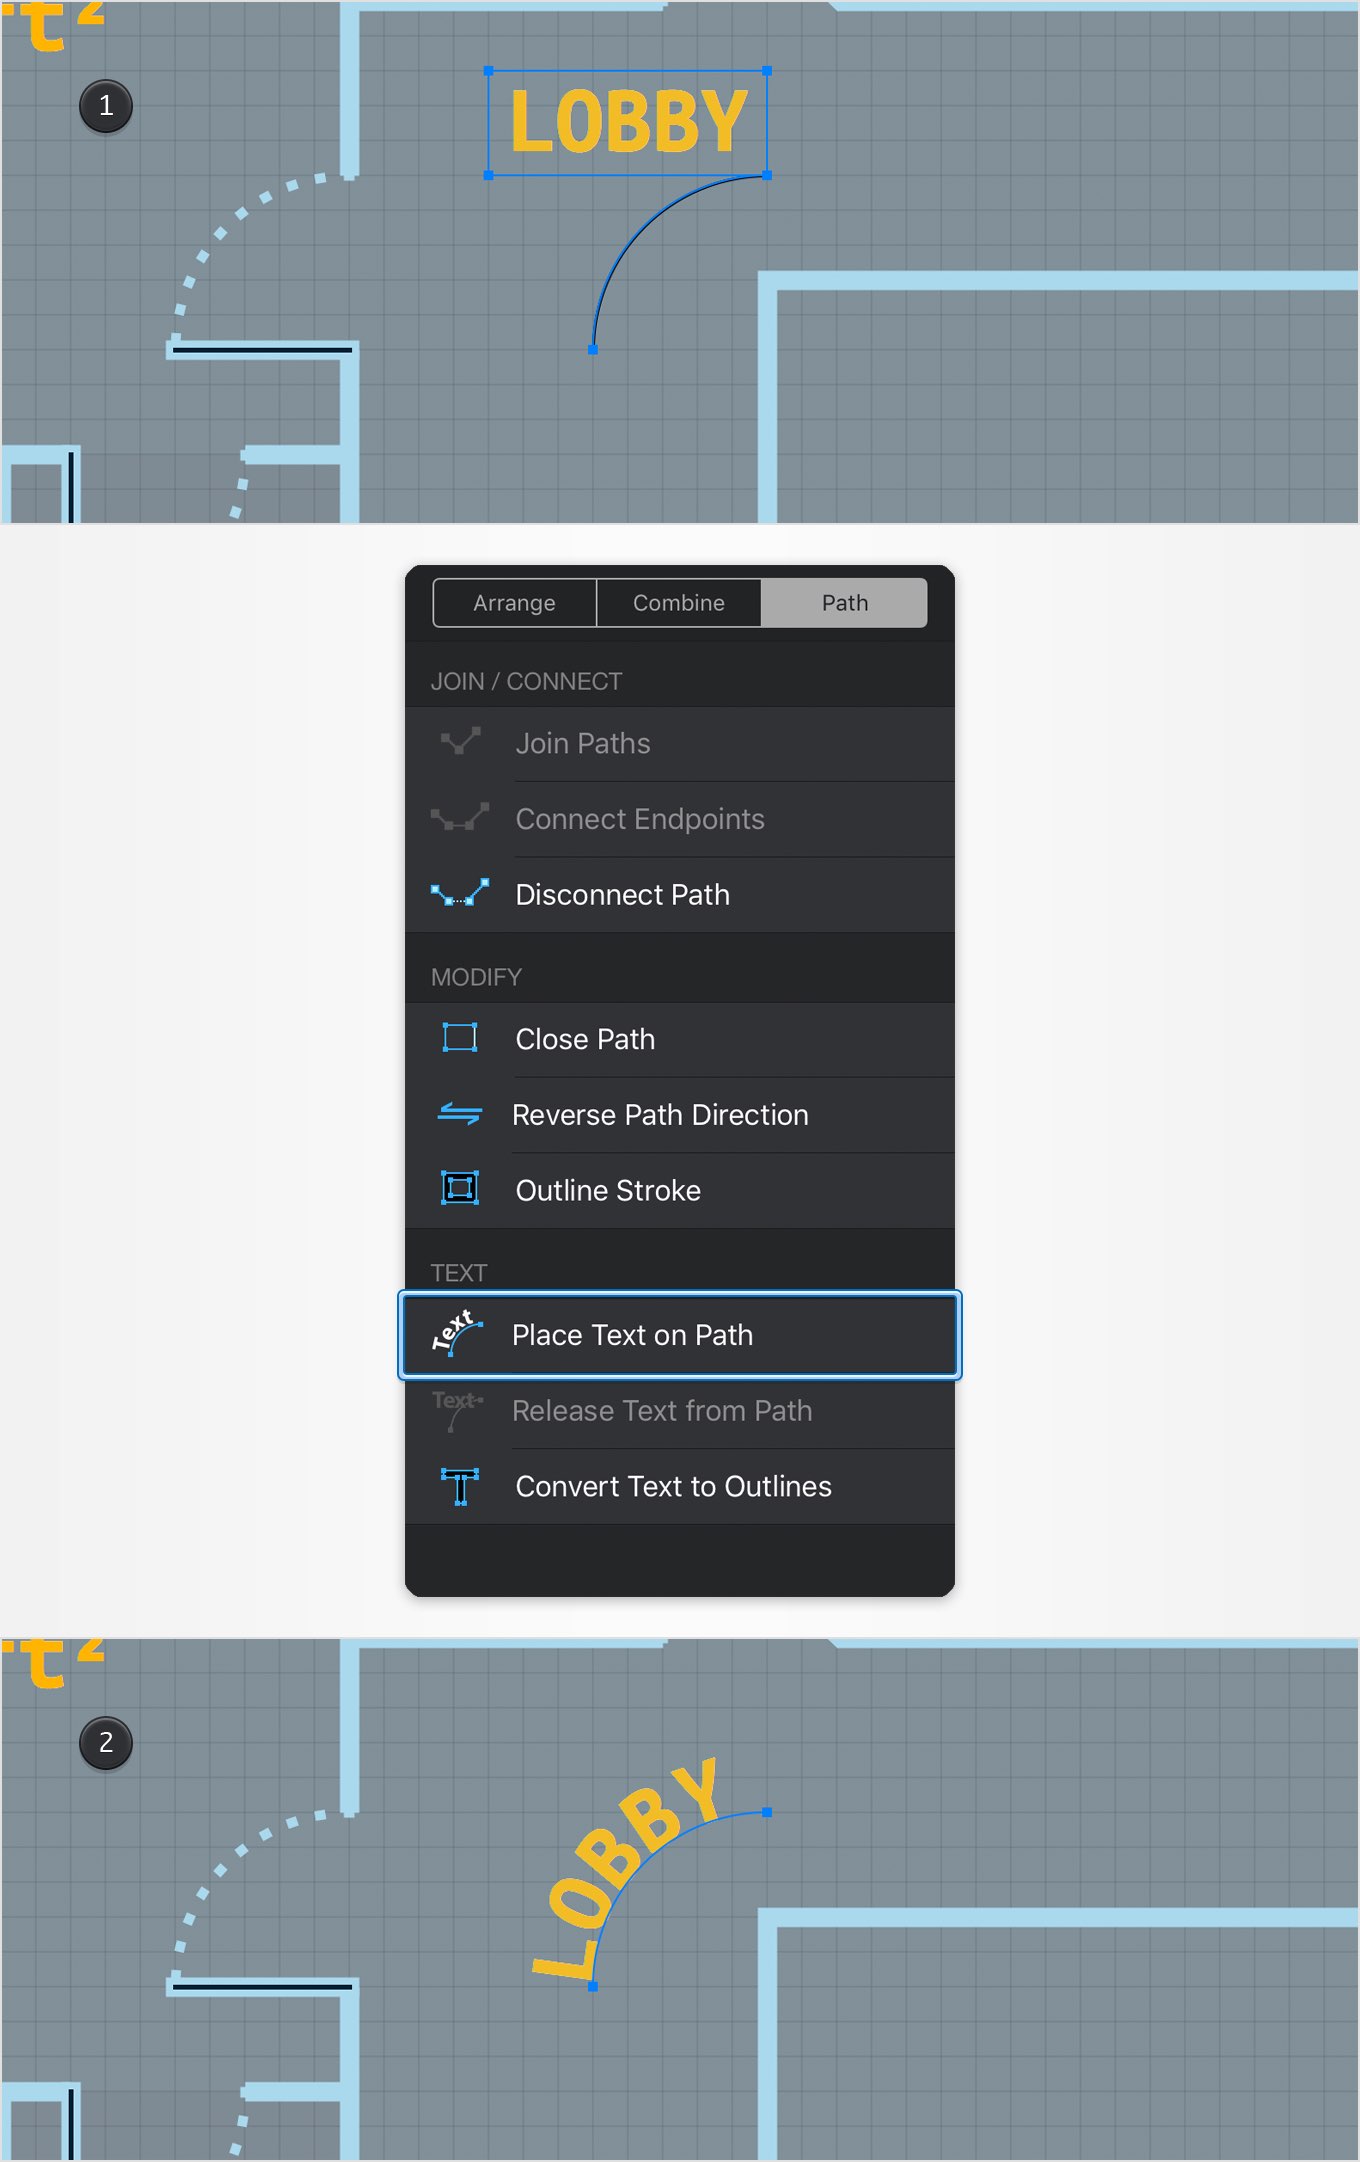 t²
1
LOBBY
Arrange Combine Path
JOIN / CONNECT
Join Paths
Connect Endpoints
Disconnect Path
MODIFY
Close Path
Reverse Path Direction
Outline Stroke
TEXT
Text Place Text on Path
Text Release Text from Path
T Convert Text to Outlines
t²
2
LOBBY